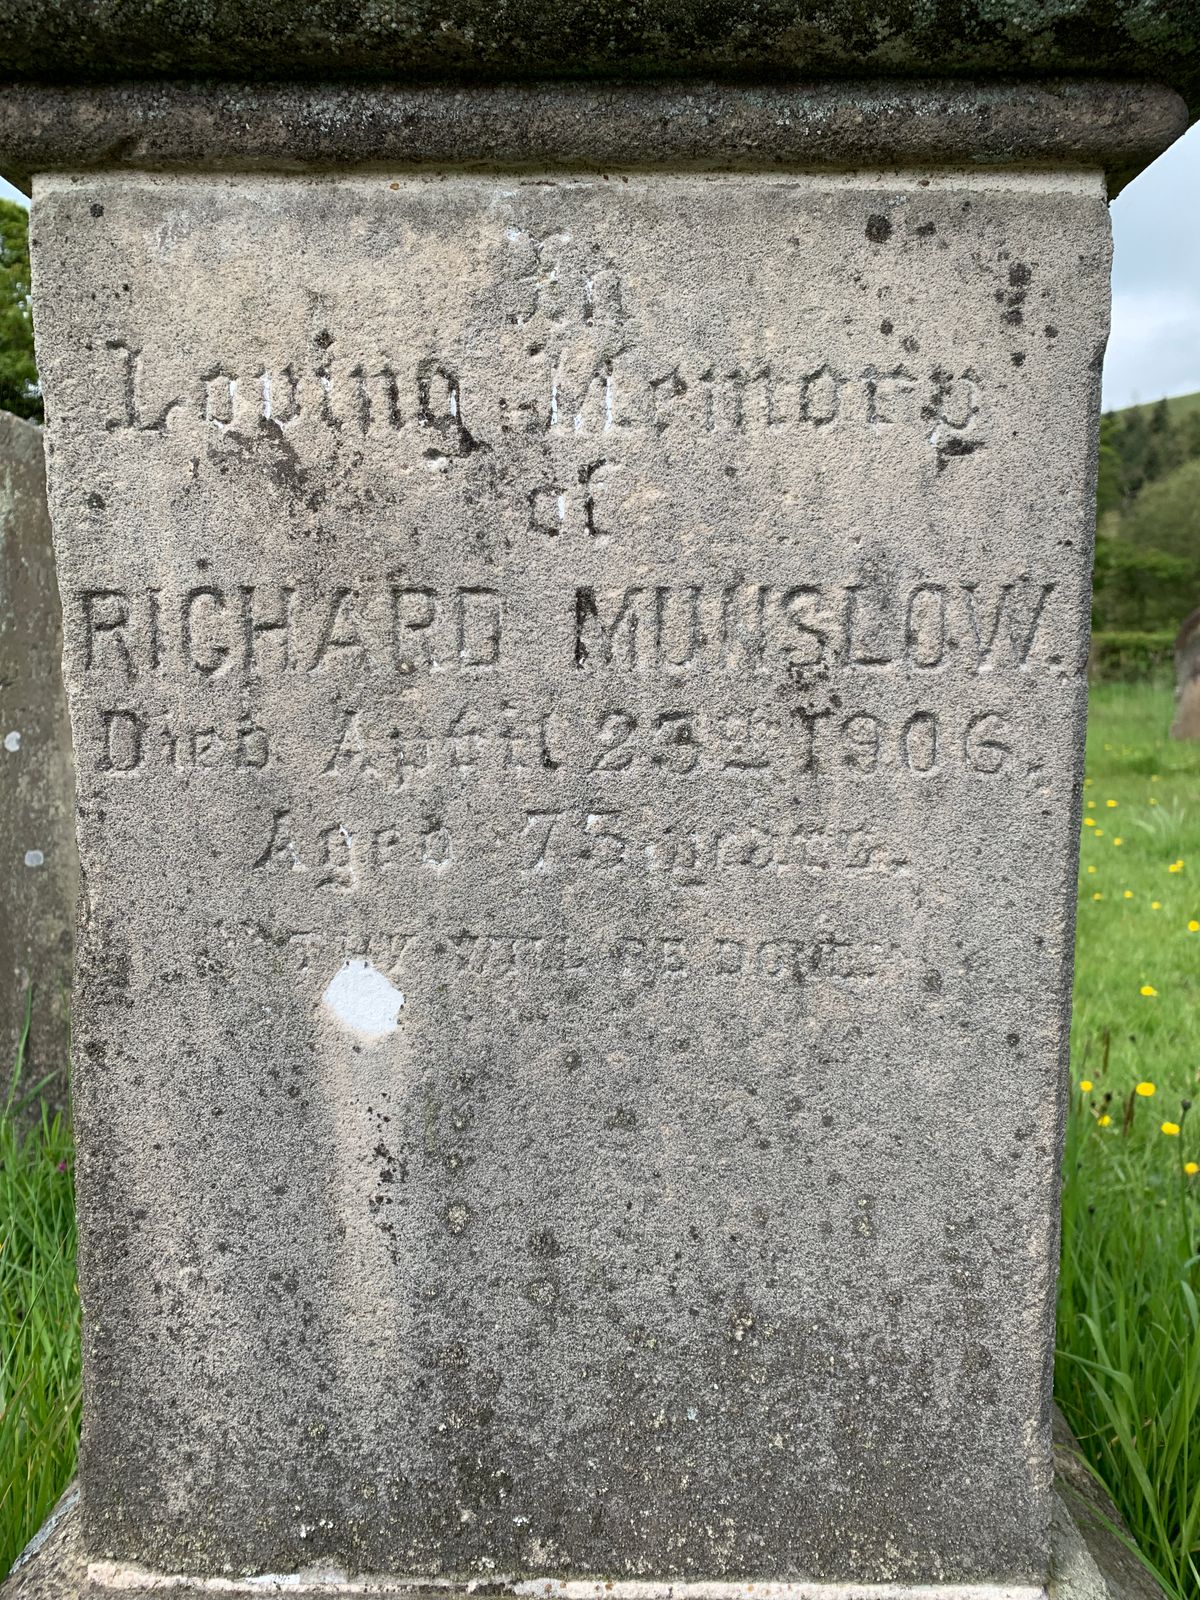 In
Loving Memory
of
RICHARD MUNSLOW.
Died April 23rd 1906,
Aged 73 years.
THY WILL BE DONE